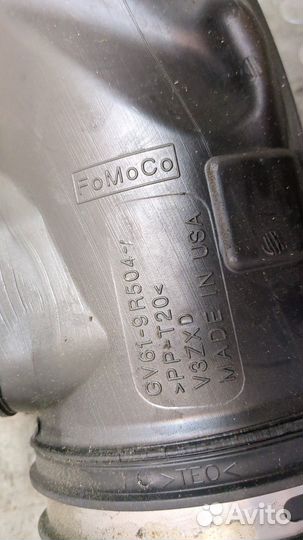 FoMoCo
GV61-9R504-
>PP-T20<
V3ZXD
MADE IN USA
>TEO<
Avito